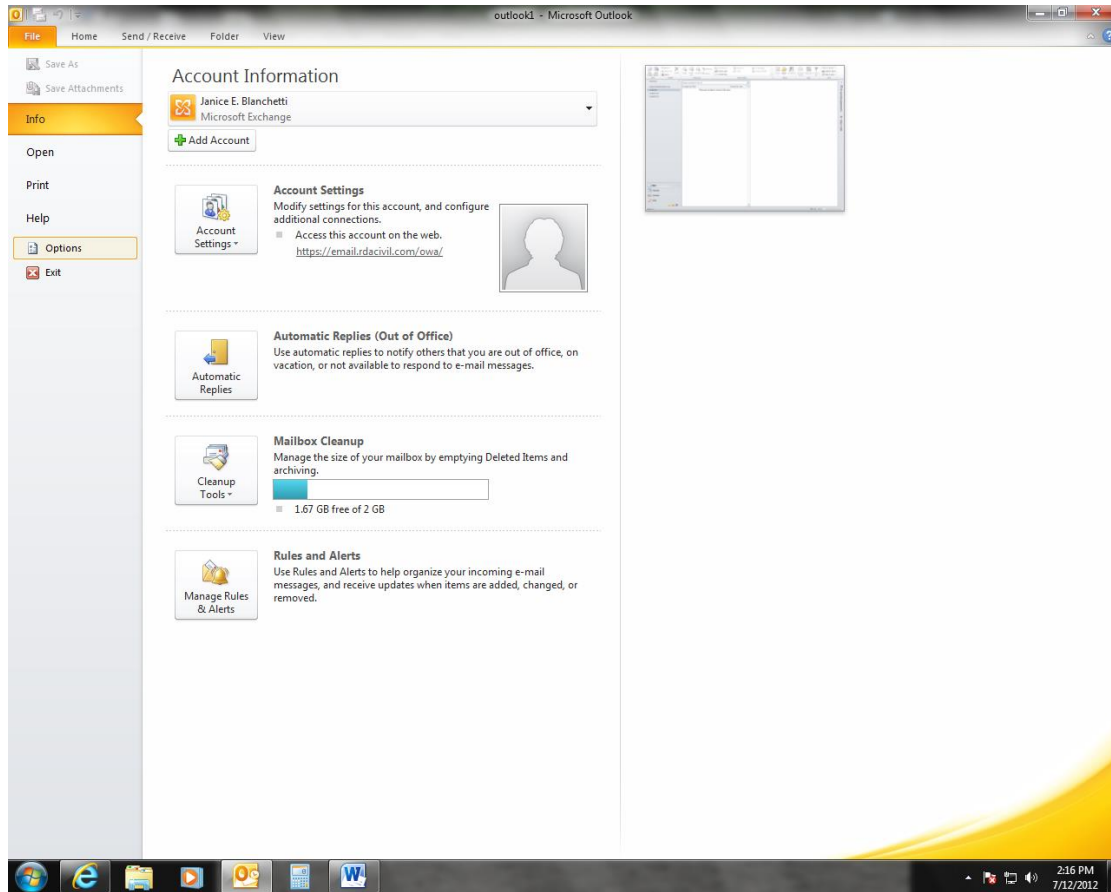 outlook1 - Microsoft Outlook
File Home Send / Receive Folder View
Save As
Save Attachments
Info
Open
Print
Help
Options
Exit
Account Information
Janice E. Blanchetti
Microsoft Exchange
Add Account
Account Settings
Account Settings
Modify settings for this account, and configure
additional connections.
Access this account on the web.
https://email.rdacivil.com/owa/
Automatic Replies
Automatic Replies (Out of Office)
Use automatic replies to notify others that you are out of office, on
vacation, or not available to respond to e-mail messages.
Cleanup Tools
Mailbox Cleanup
Manage the size of your mailbox by emptying Deleted Items and
archiving.
1.67 GB free of 2 GB
Manage Rules & Alerts
Rules and Alerts
Use Rules and Alerts to help organize your incoming e-mail
messages, and receive updates when items are added, changed, or
removed.
2:16 PM
7/12/2012